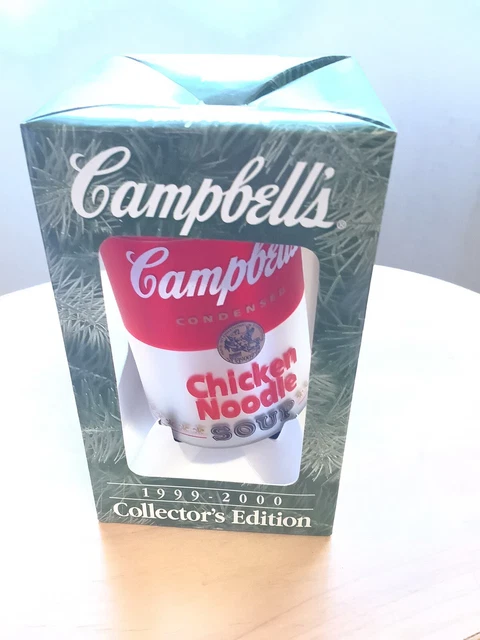 Campbell's®
Campbell's
CONDENSED
Chicken
Noodle
SOUP
1999-2000
Collector's Edition